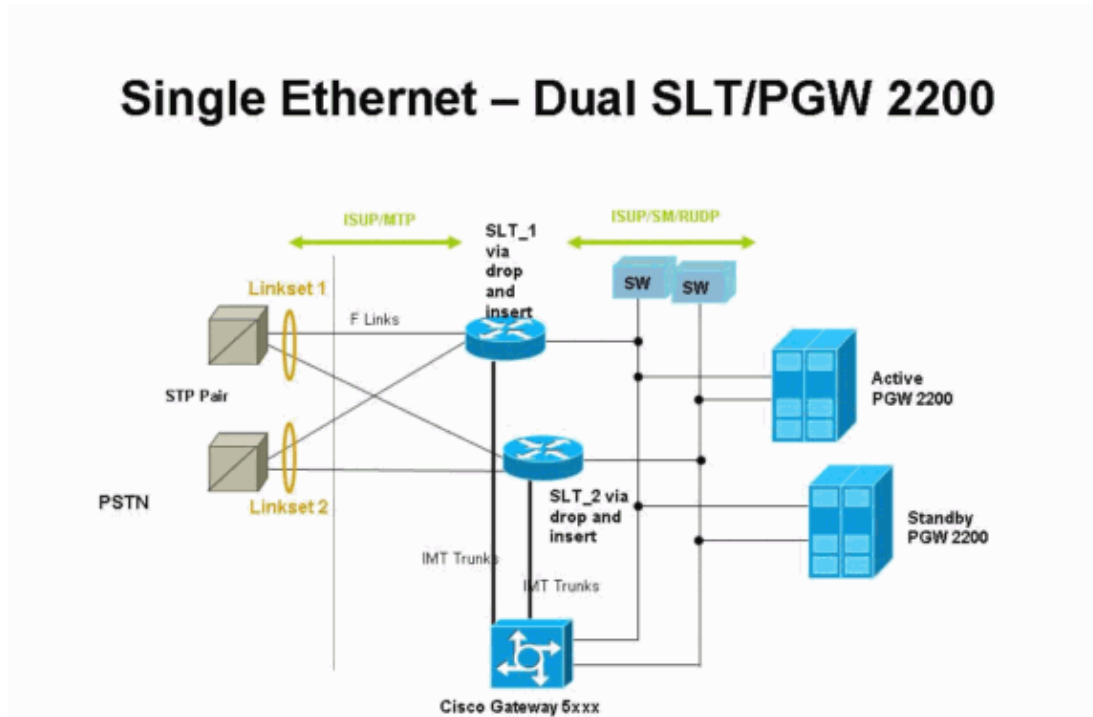 Single Ethernet – Dual SLT/PGW 2200
ISUP/MTP
SLT_1
via
drop
and
insert
ISUP/SM/RUDP
SW
SW
Linkset 1
F Links
STP Pair
Active
PGW 2200
Linkset 2
PSTN
SLT_2 via
drop and
insert
Standby
PGW 2200
IMT Trunks
IMT Trunks
Cisco Gateway 5xxx